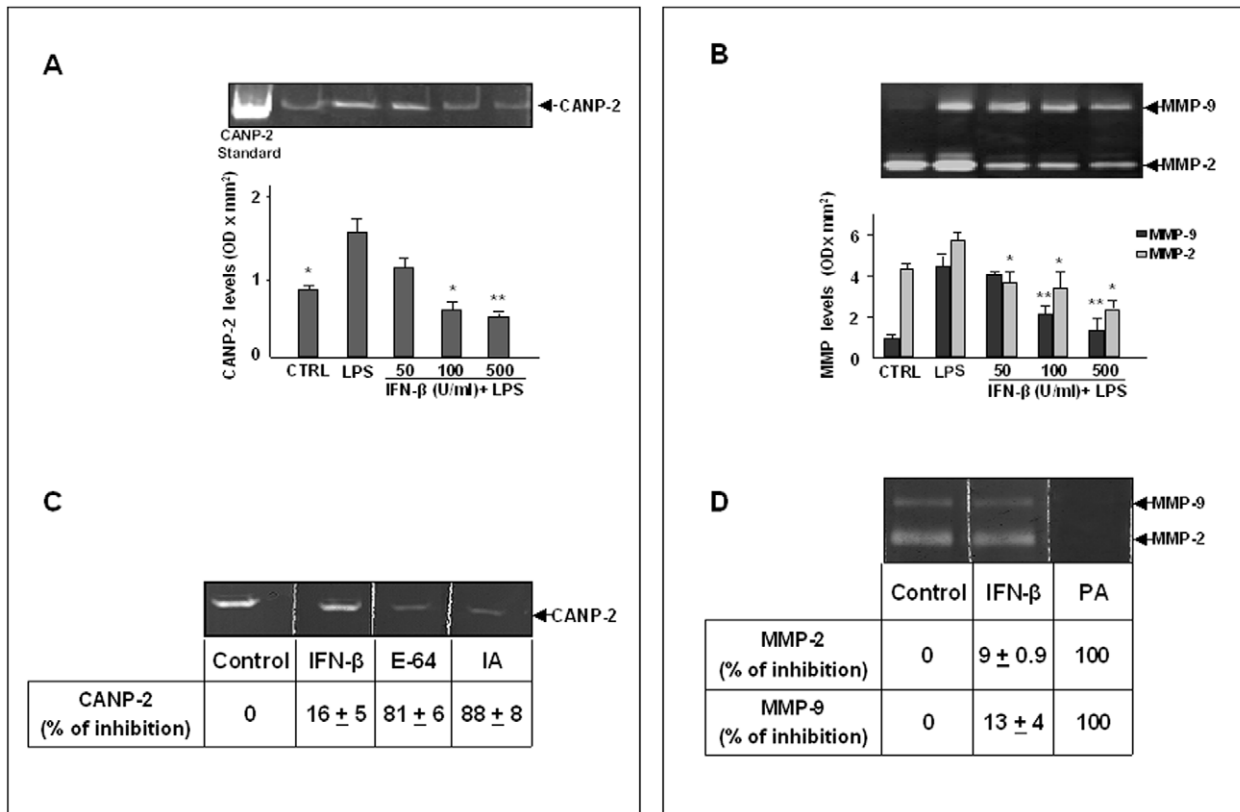 A
CANP-2
CANP-2
Standard
CANP-2 levels (OD x mm²)
2
1
0
*
*
**
CTRL LPS 50 100 500
IFN-β (U/ml)+ LPS
B
MMP-9
MMP-2
MMP levels (ODx mm²)
6
4
2
0
MMP-9
MMP-2
*
*
**
**
*
CTRL LPS 50 100 500
IFN-β (U/ml)+ LPS
C
CANP-2
Control IFN-β E-64 IA
CANP-2
(% of inhibition)
0 16 ± 5 81 ± 6 88 ± 8
D
MMP-9
MMP-2
Control IFN-β PA
MMP-2
(% of inhibition)
0 9 ± 0.9 100
MMP-9
(% of inhibition)
0 13 ± 4 100